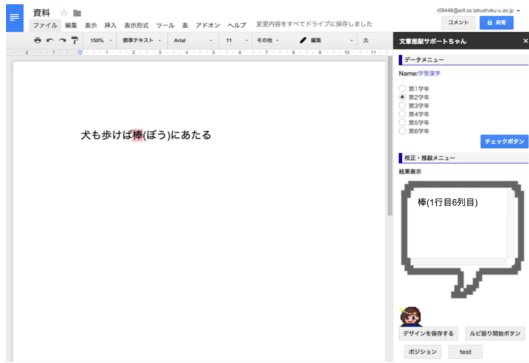 資料
r08446@st.cs.takushoku-u.ac.jp
ファイル 編集 表示 挿入 表示形式 ツール 表 アドオン ヘルプ 変更内容をすべてドライブに保存しました
コメント 共有
150% 標準テキスト Arial 11 その他 編集
文章推敲サポートちゃん ×
データメニュー
Name:学習漢字
第1学年
第2学年
第3学年
第4学年
第5学年
第6学年
チェックボタン
犬も歩けば棒(ぼう)にあたる
校正・推敲メニュー
結果表示
棒(1行目6列目)
デザインを保存する ルビ振り開始ボタン
ポジション test